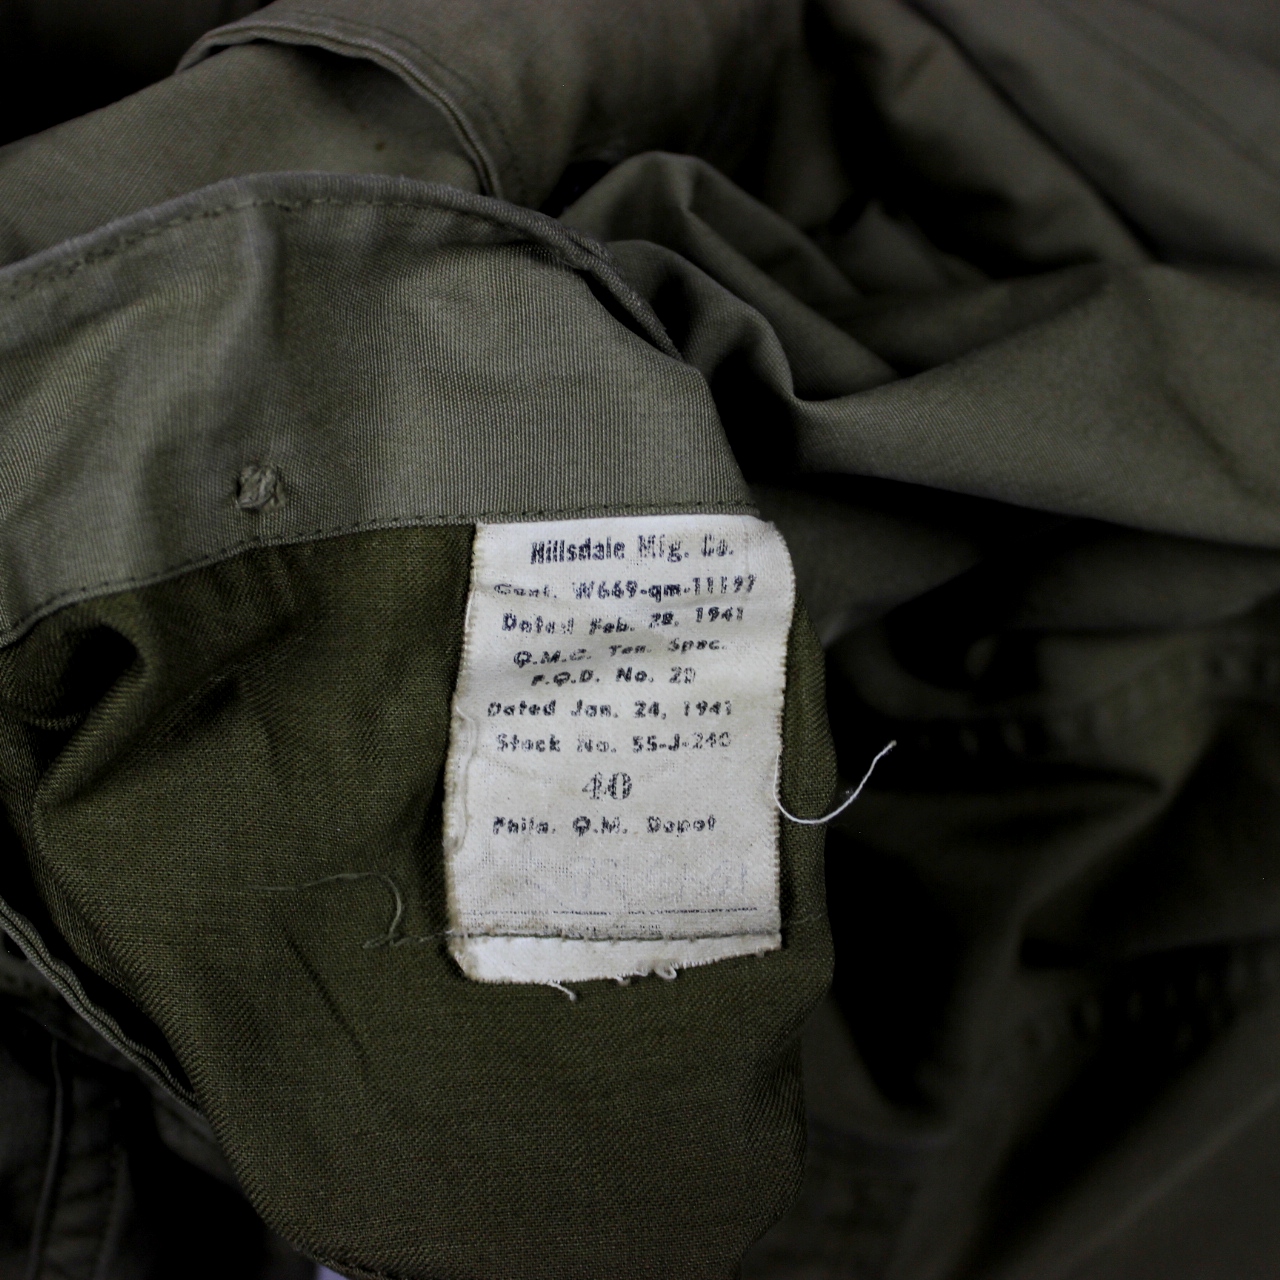 Hillsdale Mfg. Co.
Cont. W669-qm-11197
Dated Feb. 28, 1941
Q.M.C. Ten. Spec.
P.Q.D. No. 20
Dated Jan. 24, 1941
Stock No. 55-J-240
40
Phila. Q.M. Depot